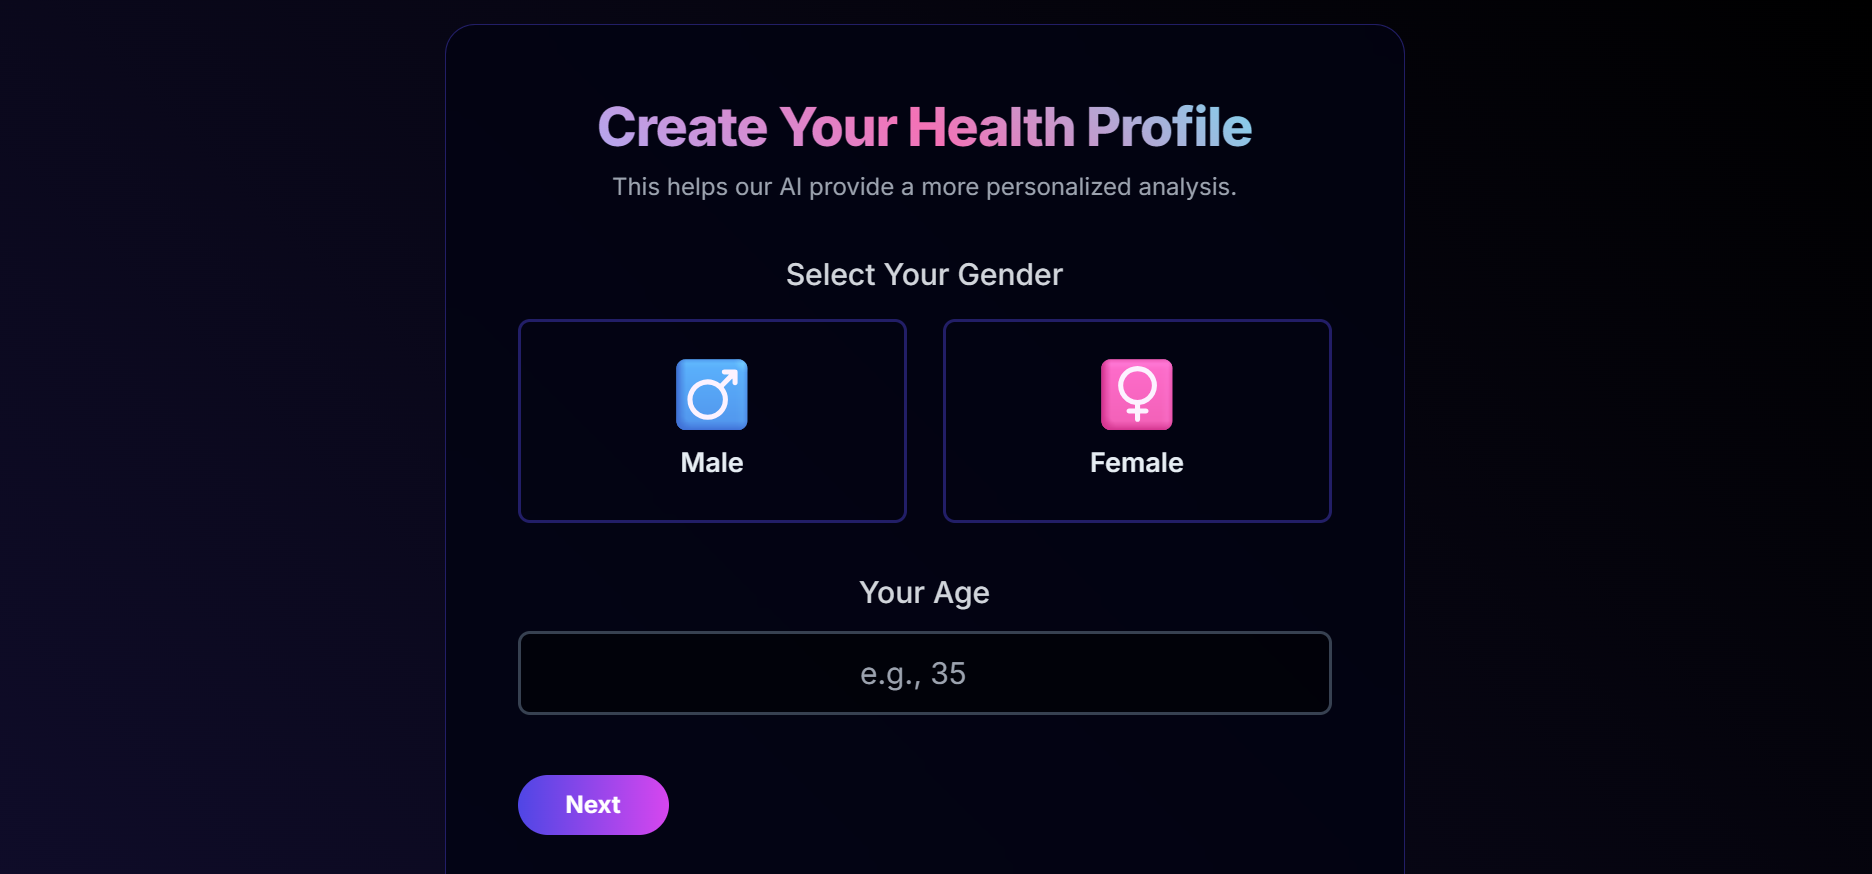 Create Your Health Profile
This helps our AI provide a more personalized analysis.
Select Your Gender
Male
Female
Your Age
e.g., 35
Next